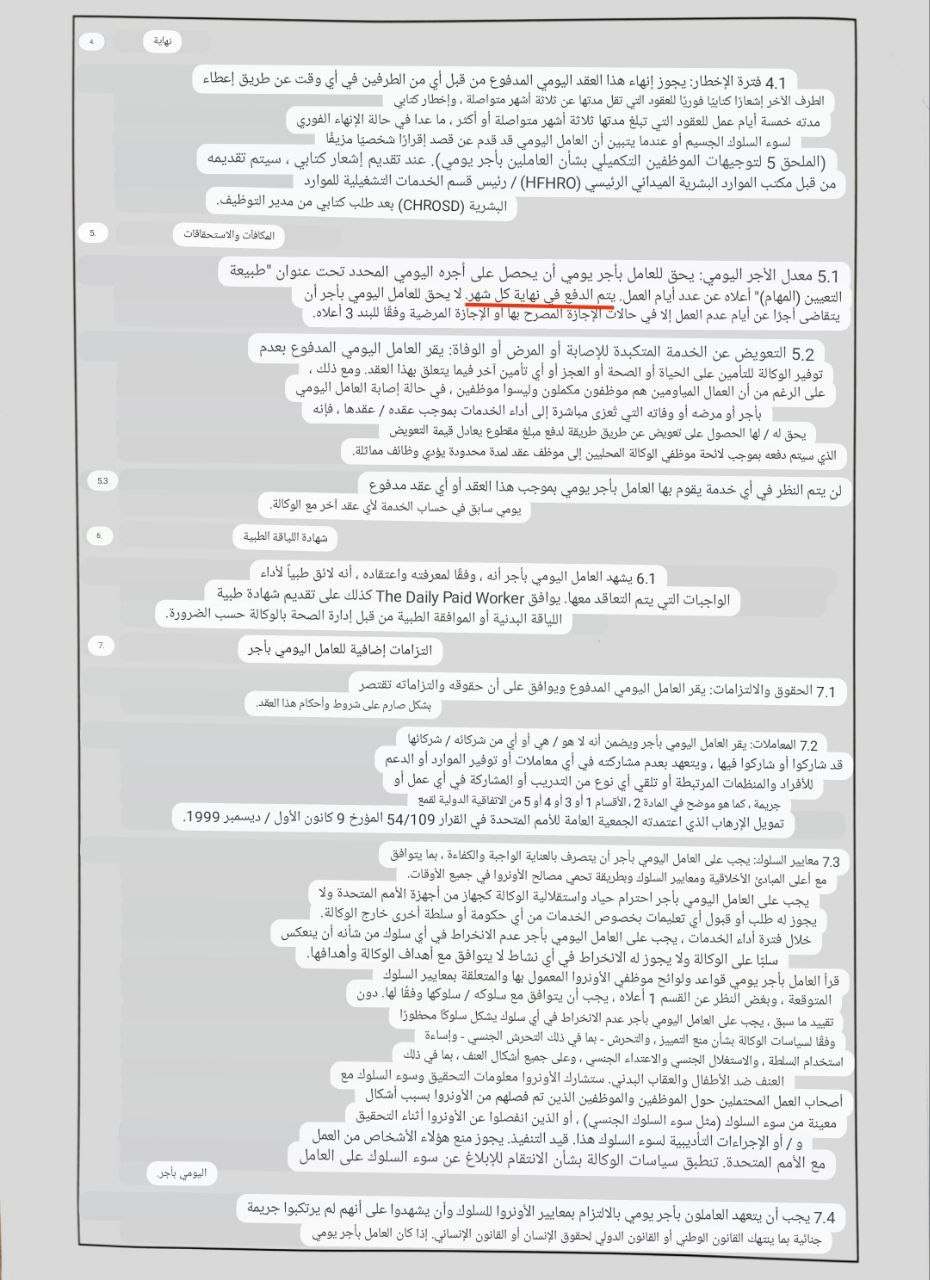 4. نهاية
4.1 فترة الإخطار: يجوز إنهاء هذا العقد اليومي المدفوع من قبل أي من الطرفين في أي وقت عن طريق إعطاء
الطرف الآخر إشعارًا كتابيًا فوريًا للعقود التي تقل مدتها عن ثلاثة أشهر متواصلة ، وإخطار كتابي
مدته خمسة أيام عمل للعقود التي تبلغ مدتها ثلاثة أشهر متواصلة أو أكثر ، ما عدا في حالة الإنهاء الفوري
لسوء السلوك الجسيم أو عندما يتبين أن العامل اليومي قد قدم عن قصد إقرارًا شخصيًا مزيفًا
(الملحق 5 لتوجيهات الموظفين التكميلي بشأن العاملين بأجر يومي). عند تقديم إشعار كتابي ، سيتم تقديمه
من قبل مكتب الموارد البشرية الميداني الرئيسي (HFHRO) / رئيس قسم الخدمات التشغيلية للموارد
البشرية (CHROSD) بعد طلب كتابي من مدير التوظيف.
5. المكافآت والاستحقاقات
5.1 معدل الأجر اليومي: يحق للعامل بأجر يومي أن يحصل على أجره اليومي المحدد تحت عنوان "طبيعة
التعيين (المهام)" أعلاه عن عدد أيام العمل. يتم الدفع في نهاية كل شهر. لا يحق للعامل اليومي بأجر أن
يتقاضى أجرًا عن أيام عدم العمل إلا في حالات الإجازة المصرح بها أو الإجازة المرضية وفقًا للبند 3 أعلاه.
5.2 التعويض عن الخدمة المتكبدة للإصابة أو المرض أو الوفاة: يقر العامل اليومي المدفوع بعدم
توفير الوكالة للتأمين على الحياة أو الصحة أو العجز أو أي تأمين آخر فيما يتعلق بهذا العقد. ومع ذلك ،
على الرغم من أن العمال المياومين هم موظفون مكملون وليسوا موظفين ، في حالة إصابة العامل اليومي
بأجر أو مرضه أو وفاته التي تُعزى مباشرة إلى أداء الخدمات بموجب عقده / عقدها ، فإنه
يحق له / لها الحصول على تعويض عن طريق طريقة لدفع مبلغ مقطوع يعادل قيمة التعويض
الذي سيتم دفعه بموجب لائحة موظفي الوكالة المحليين إلى موظف عقد لمدة محدودة يؤدي وظائف مماثلة.
5.3 لن يتم النظر في أي خدمة يقوم بها العامل بأجر يومي بموجب هذا العقد أو أي عقد مدفوع
يومي سابق في حساب الخدمة لأي عقد آخر مع الوكالة.
6. شهادة اللياقة الطبية
6.1 يشهد العامل اليومي بأجر أنه ، وفقًا لمعرفته واعتقاده ، أنه لائق طبياً لأداء
الواجبات التي يتم التعاقد معها. يوافق The Daily Paid Worker كذلك على تقديم شهادة طبية
اللياقة البدنية أو الموافقة الطبية من قبل إدارة الصحة بالوكالة حسب الضرورة.
7. التزامات إضافية للعامل اليومي بأجر
7.1 الحقوق والالتزامات: يقر العامل اليومي المدفوع ويوافق على أن حقوقه والتزاماته تقتصر
بشكل صارم على شروط وأحكام هذا العقد.
7.2 المعاملات: يقر العامل اليومي بأجر ويضمن أنه لا هو / هي أو أي من شركائه / شركائها
قد شاركوا أو شاركوا فيها ، ويتعهد بعدم مشاركته في أي معاملات أو توفير الموارد أو الدعم
للأفراد والمنظمات المرتبطة أو تلقي أي نوع من التدريب أو المشاركة في أي عمل أو
جريمة ، كما هو موضح في المادة 2 ، الأقسام 1 أو 3 أو 4 أو 5 من الاتفاقية الدولية لقمع
تمويل الإرهاب الذي اعتمدته الجمعية العامة للأمم المتحدة في القرار 54/109 المؤرخ 9 كانون الأول / ديسمبر 1999.
7.3 معايير السلوك: يجب على العامل اليومي بأجر أن يتصرف بالعناية الواجبة والكفاءة ، بما يتوافق
مع أعلى المبادئ الأخلاقية ومعايير السلوك وبطريقة تحمي مصالح الأونروا في جميع الأوقات.
يجب على العامل اليومي بأجر احترام حياد واستقلالية الوكالة كجهاز من أجهزة الأمم المتحدة ولا
يجوز له طلب أو قبول أي تعليمات بخصوص الخدمات من أي حكومة أو سلطة أخرى خارج الوكالة.
خلال فترة أداء الخدمات ، يجب على العامل اليومي بأجر عدم الانخراط في أي سلوك من شأنه أن ينعكس
سلبًا على الوكالة ولا يجوز له الانخراط في أي نشاط لا يتوافق مع أهداف الوكالة وأهدافها.
قرأ العامل بأجر يومي قواعد ولوائح موظفي الأونروا المعمول بها والمتعلقة بمعايير السلوك
المتوقعة ، وبغض النظر عن القسم 1 أعلاه ، يجب أن يتوافق مع سلوكه / سلوكها وفقًا لها. دون
تقييد ما سبق ، يجب على العامل اليومي بأجر عدم الانخراط في أي سلوك يشكل سلوكًا محظورًا
وفقًا لسياسات الوكالة بشأن منع التمييز ، والتحرش - بما في ذلك التحرش الجنسي - وإساءة
استخدام السلطة ، والاستغلال الجنسي والاعتداء الجنسي ، وعلى جميع أشكال العنف ، بما في ذلك
العنف ضد الأطفال والعقاب البدني. ستشارك الأونروا معلومات التحقيق وسوء السلوك مع
أصحاب العمل المحتملين حول الموظفين والموظفين الذين تم فصلهم من الأونروا بسبب أشكال
معينة من سوء السلوك (مثل سوء السلوك الجنسي) ، أو الذين انفصلوا عن الأونروا أثناء التحقيق
و / أو الإجراءات التأديبية لسوء السلوك هذا. قيد التنفيذ. يجوز منع هؤلاء الأشخاص من العمل
مع الأمم المتحدة. تنطبق سياسات الوكالة بشأن الانتقام للإبلاغ عن سوء السلوك على العامل
اليومي بأجر.
7.4 يجب أن يتعهد العاملون بأجر يومي بالالتزام بمعايير الأونروا للسلوك وأن يشهدوا على أنهم لم يرتكبوا جريمة
جنائية بما ينتهك القانون الوطني أو القانون الدولي لحقوق الإنسان أو القانون الإنساني. إذا كان العامل بأجر يومي